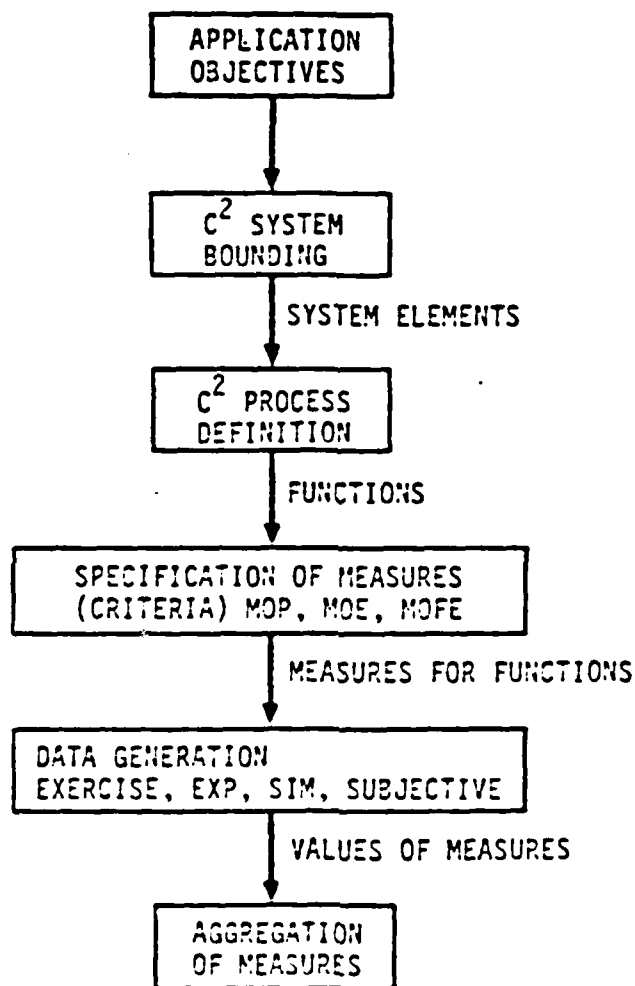 APPLICATION
OBJECTIVES
C² SYSTEM
BOUNDING
SYSTEM ELEMENTS
C² PROCESS
DEFINITION
FUNCTIONS
SPECIFICATION OF MEASURES
(CRITERIA) MOP, MOE, MOFE
MEASURES FOR FUNCTIONS
DATA GENERATION
EXERCISE, EXP, SIM, SUBJECTIVE
VALUES OF MEASURES
AGGREGATION
OF MEASURES